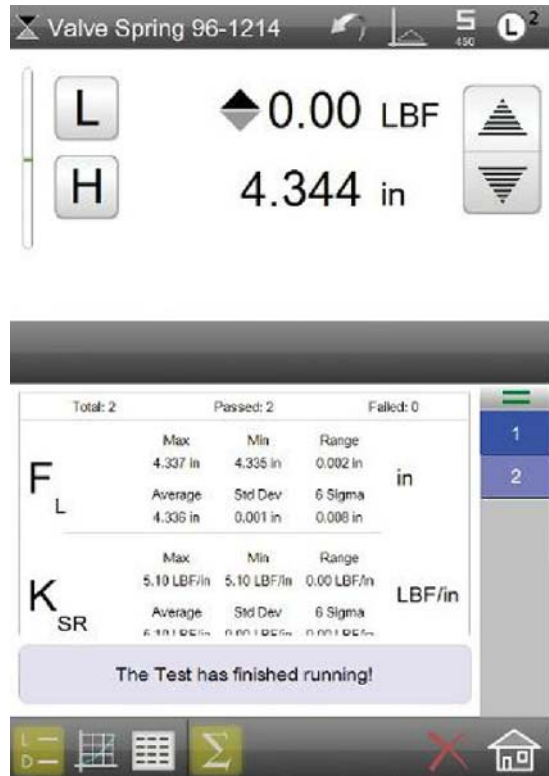 Valve Spring 96-1214 S 450 L 2
L 0.00 LBF
H 4.344 in
Total: 2 Passed: 2 Failed: 0
1
2
Max Min Range
4.337 in 4.335 in 0.002 in
F L in
Average Std Dev 6 Sigma
4.336 in 0.001 in 0.008 in
Max Min Range
5.10 LBF/in 5.10 LBF/in 0.00 LBF/in
K SR LBF/in
Average Std Dev 6 Sigma
The Test has finished running!
L
D
Σ